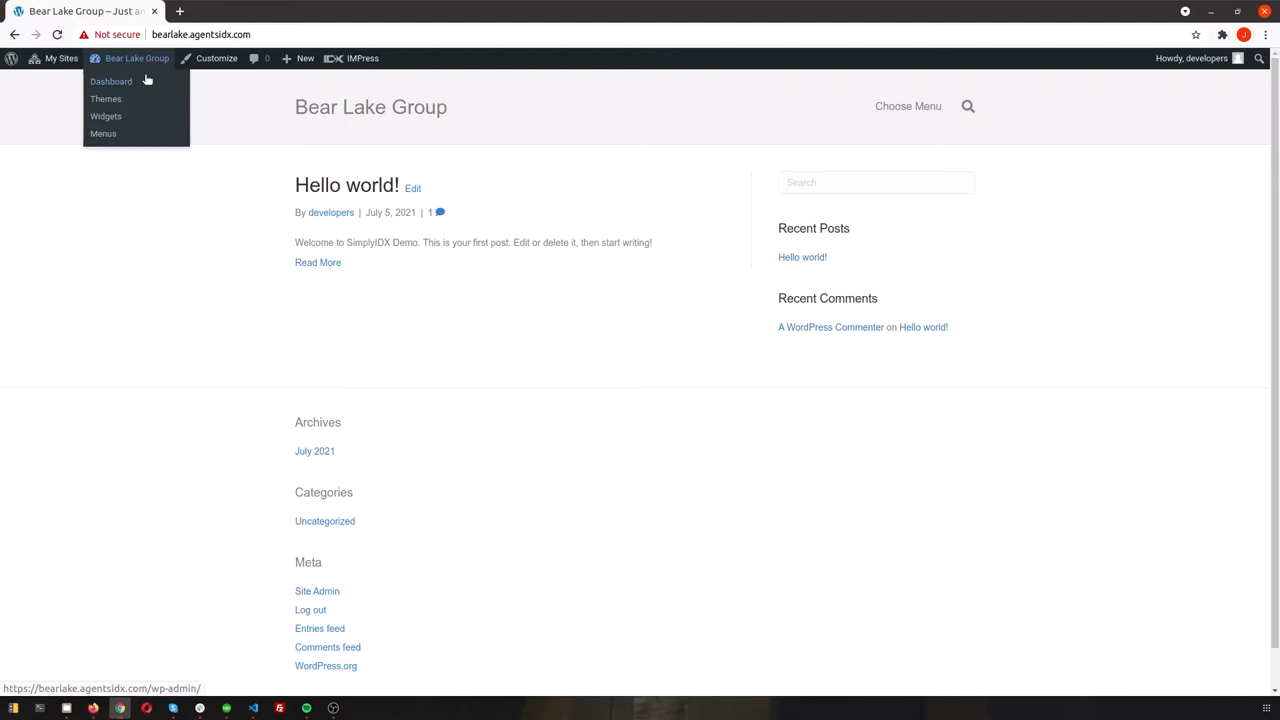 Bear Lake Group – Just an
Not secure
bearlake.agentsidx.com
J
My Sites
Bear Lake Group
Customize
0
New
IDX
IMPress
Howdy, developers
Dashboard
Themes
Widgets
Menus
Bear Lake Group
Choose Menu
Hello world! Edit
By developers | July 5, 2021 | 1
Welcome to SimplyIDX Demo. This is your first post. Edit or delete it, then start writing!
Read More
Search
Recent Posts
Hello world!
Recent Comments
A WordPress Commenter on Hello world!
Archives
July 2021
Categories
Uncategorized
Meta
Site Admin
Log out
Entries feed
Comments feed
WordPress.org
https://bearlake.agentsidx.com/wp-admin/